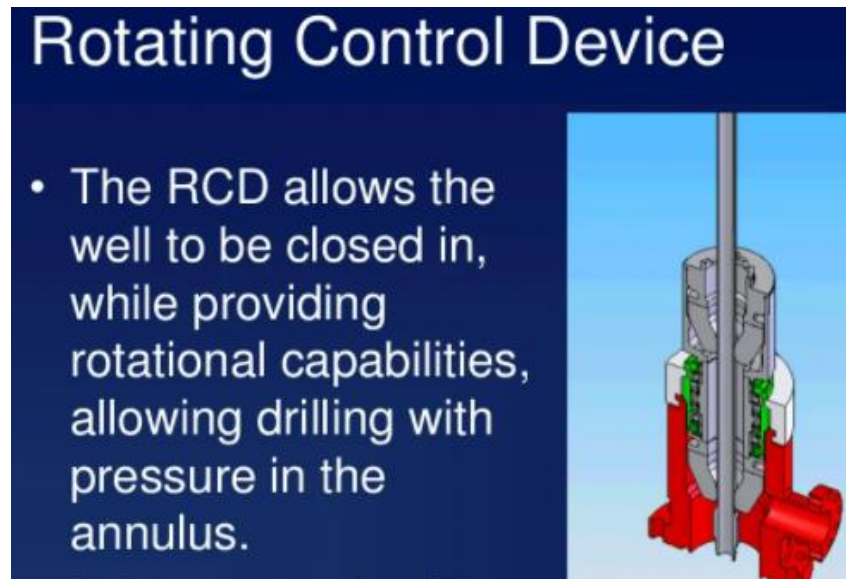 Rotating Control Device
• The RCD allows the
well to be closed in,
while providing
rotational capabilities,
allowing drilling with
pressure in the
annulus.